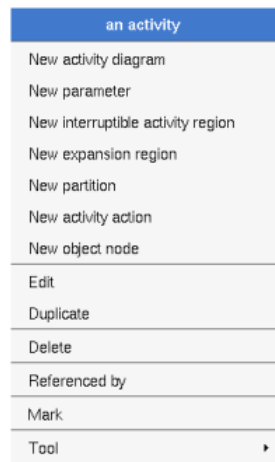 an activity
New activity diagram
New parameter
New interruptible activity region
New expansion region
New partition
New activity action
New object node
Edit
Duplicate
Delete
Referenced by
Mark
Tool